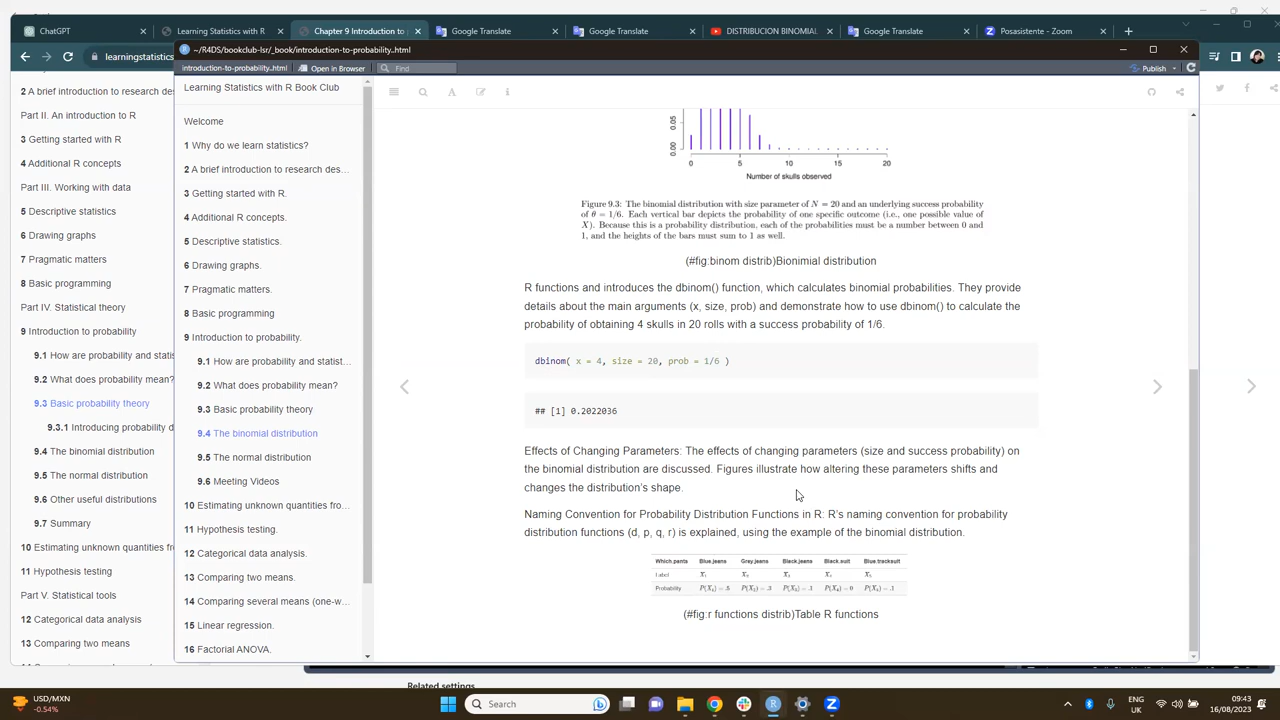 ChatGPT
Learning Statistics with R
Chapter 9 Introduction to
Google Translate
Google Translate
DISTRIBUCION BINOMIAL
Google Translate
Posasistente - Zoom
learningstatistics
~/R4DS/bookclub-lsr/_book/introduction-to-probability.html
introduction-to-probability.html
Open in Browser
Find
Publish
2 A brief introduction to research des
Part II. An introduction to R
3 Getting started with R
4 Additional R concepts
Part III. Working with data
5 Descriptive statistics
6 Drawing graphs
7 Pragmatic matters
8 Basic programming
Part IV. Statistical theory
9 Introduction to probability
9.1 How are probability and statis
9.2 What does probability mean?
9.3 Basic probability theory
9.3.1 Introducing probability d
9.4 The binomial distribution
9.5 The normal distribution
9.6 Other useful distributions
9.7 Summary
10 Estimating unknown quantities from
11 Hypothesis testing
Part V. Statistical tools
12 Categorical data analysis
13 Comparing two means
Learning Statistics with R Book Club
Welcome
1 Why do we learn statistics?
2 A brief introduction to research des…
3 Getting started with R.
4 Additional R concepts.
5 Descriptive statistics.
6 Drawing graphs.
7 Pragmatic matters.
8 Basic programming
9 Introduction to probability.
9.1 How are probability and statist…
9.2 What does probability mean?
9.3 Basic probability theory
9.4 The binomial distribution
9.5 The normal distribution
9.6 Meeting Videos
10 Estimating unknown quantities fro…
11 Hypothesis testing.
12 Categorical data analysis.
13 Comparing two means.
14 Comparing several means (one-w…
15 Linear regression.
16 Factorial ANOVA.
0.05
0.00
0 5 10 15 20
Number of skulls observed
Figure 9.3: The binomial distribution with size parameter of N = 20 and an underlying success probability
of θ = 1/6. Each vertical bar depicts the probability of one specific outcome (i.e., one possible value of
X). Because this is a probability distribution, each of the probabilities must be a number between 0 and
1, and the heights of the bars must sum to 1 as well.
(#fig:binom distrib)Bionimial distribution
R functions and introduces the dbinom() function, which calculates binomial probabilities. They provide
details about the main arguments (x, size, prob) and demonstrate how to use dbinom() to calculate the
probability of obtaining 4 skulls in 20 rolls with a success probability of 1/6.
dbinom( x = 4, size = 20, prob = 1/6 )
## [1] 0.2022036
Effects of Changing Parameters: The effects of changing parameters (size and success probability) on
the binomial distribution are discussed. Figures illustrate how altering these parameters shifts and
changes the distribution's shape.
Naming Convention for Probability Distribution Functions in R: R's naming convention for probability
distribution functions (d, p, q, r) is explained, using the example of the binomial distribution.
Which.pants Blue.jeans Grey.jeans Black.jeans Black.suit Blue.tracksuit
Label X₁ X₂ X₃ X₄ X₅
Probability P(X₁) = .5 P(X₂) = .3 P(X₃) = .1 P(X₄) = 0 P(X₅) = .1
(#fig:r functions distrib)Table R functions
Related settings
USD/MXN
-0.54%
Search
ENG
UK
09:43
16/08/2023